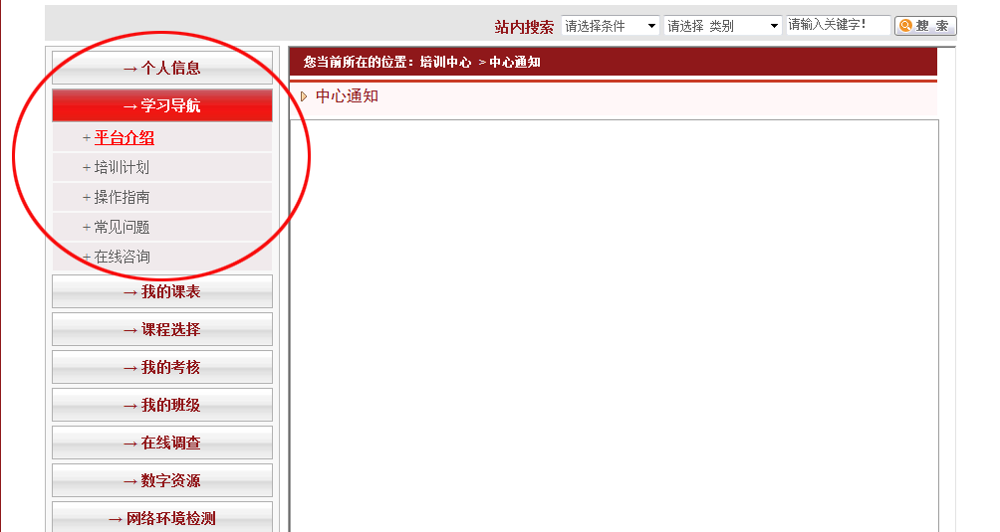 站内搜索 请选择条件 请选择 类别 请输入关键字! 搜 索
→ 个人信息
→ 学习导航
+ 平台介绍
+ 培训计划
+ 操作指南
+ 常见问题
+ 在线咨询
→ 我的课表
→ 课程选择
→ 我的考核
→ 我的班级
→ 在线调查
→ 数字资源
→ 网络环境检测
您当前所在的位置：培训中心 > 中心通知
中心通知